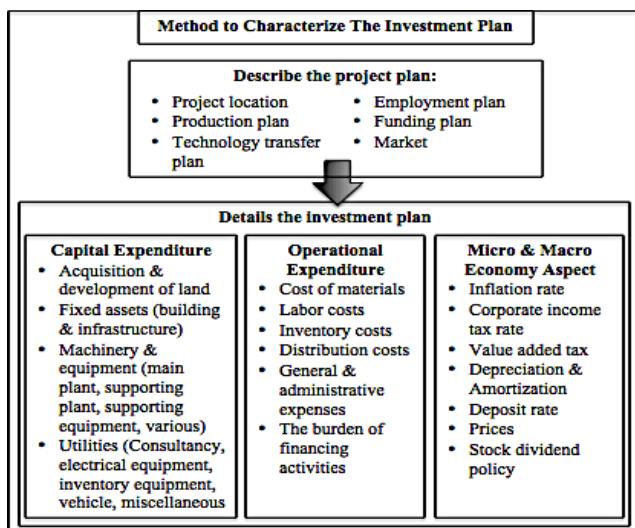 Method to Characterize The Investment Plan
Describe the project plan:
• Project location
• Production plan
• Technology transfer
plan
• Employment plan
• Funding plan
• Market
Details the investment plan
Capital Expenditure
• Acquisition &
development of land
• Fixed assets (building
& infrastructure)
• Machinery &
equipment (main
plant, supporting
plant, supporting
equipment, various)
• Utilities (Consultancy,
electrical equipment,
inventory equipment,
vehicle, miscellaneous
Operational
Expenditure
• Cost of materials
• Labor costs
• Inventory costs
• Distribution costs
• General &
administrative
expenses
• The burden of
financing
activities
Micro & Macro
Economy Aspect
• Inflation rate
• Corporate income
tax rate
• Value added tax
• Depreciation &
Amortization
• Deposit rate
• Prices
• Stock dividend
policy